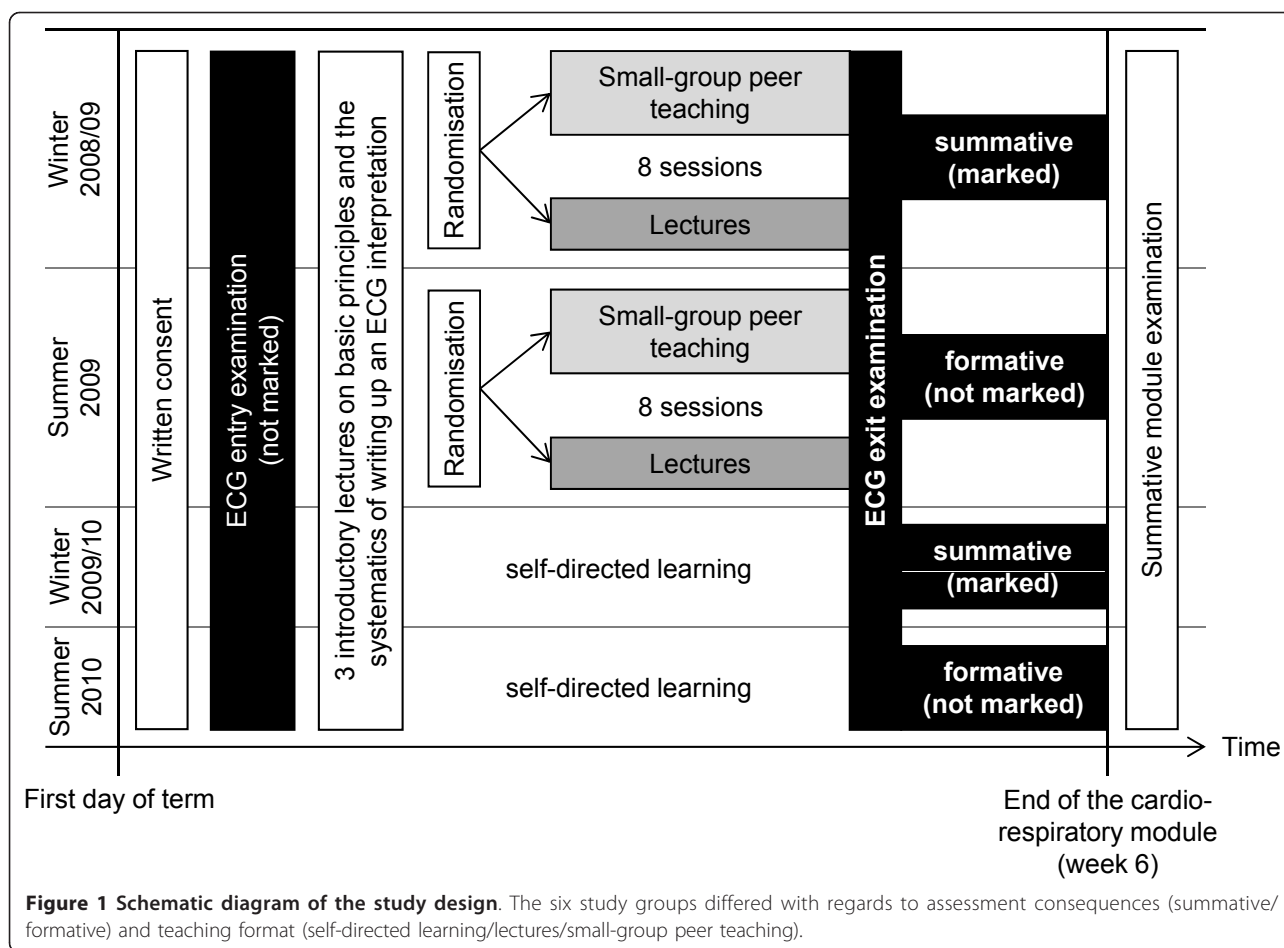 Winter
2008/09
Summer
2009
Winter
2009/10
Summer
2010
Written consent
ECG entry examination
(not marked)
3 introductory lectures on basic principles and the
systematics of writing up an ECG interpretation
Randomisation
Small-group peer
teaching
8 sessions
Lectures
Randomisation
Small-group peer
teaching
8 sessions
Lectures
self-directed learning
self-directed learning
ECG exit examination
summative
(marked)
formative
(not marked)
summative
(marked)
formative
(not marked)
Summative module examination
Time
First day of term
End of the cardio-
respiratory module
(week 6)
Figure 1 Schematic diagram of the study design. The six study groups differed with regards to assessment consequences (summative/
formative) and teaching format (self-directed learning/lectures/small-group peer teaching).